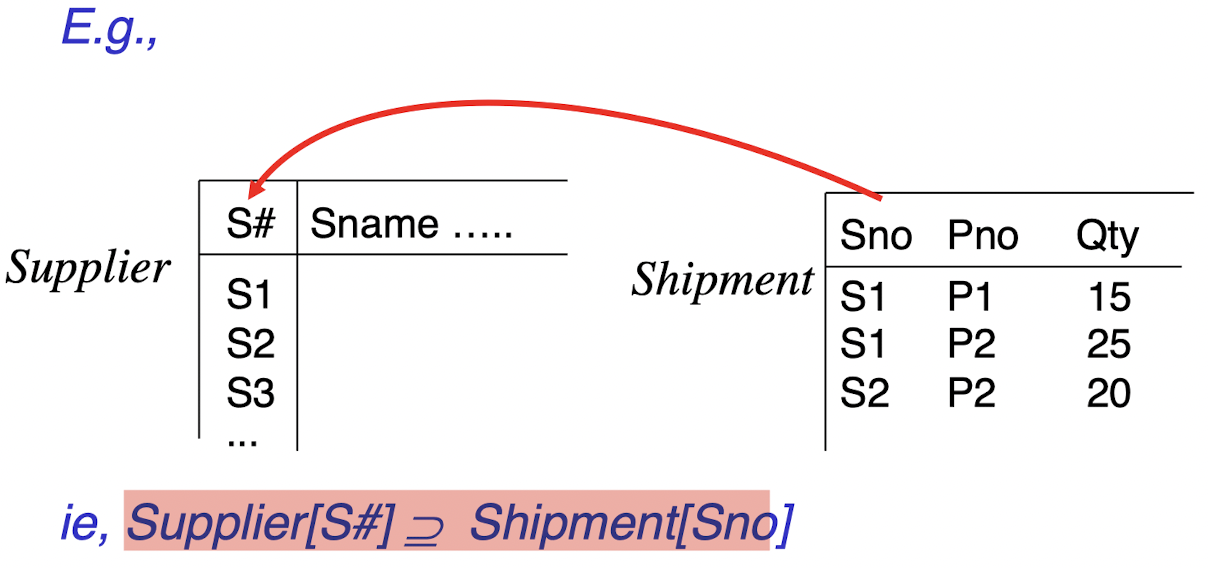 E.g.,
Supplier
S# Sname .....
S1
S2
S3
...
Shipment
Sno Pno Qty
S1 P1 15
S1 P2 25
S2 P2 20
ie, Supplier[S#] ⊇ Shipment[Sno]